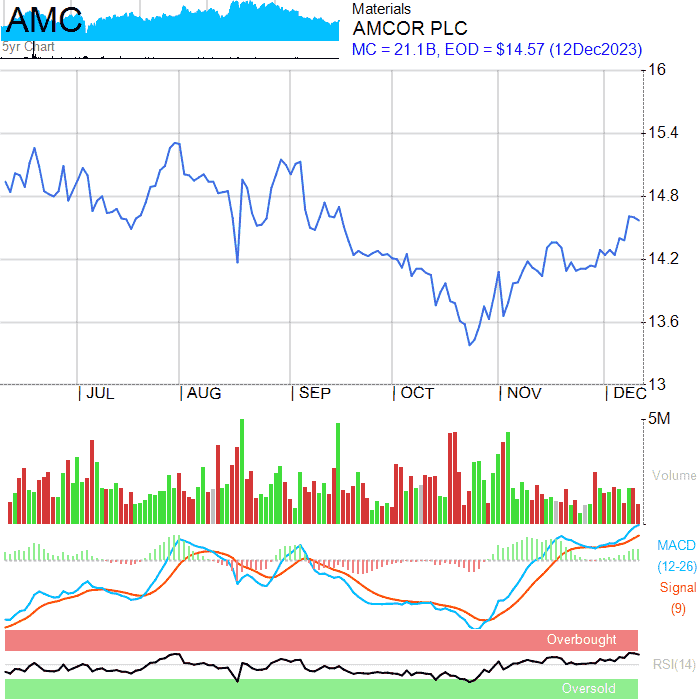 AMC
5yr Chart
Materials
AMCOR PLC
MC = 21.1B, EOD = $14.57 (12Dec2023)
16
15.4
14.8
14.2
13.6
13
JUL
AUG
SEP
OCT
NOV
DEC
5M
Volume
MACD
(12-26)
Signal
(9)
Overbought
RSI(14)
Oversold